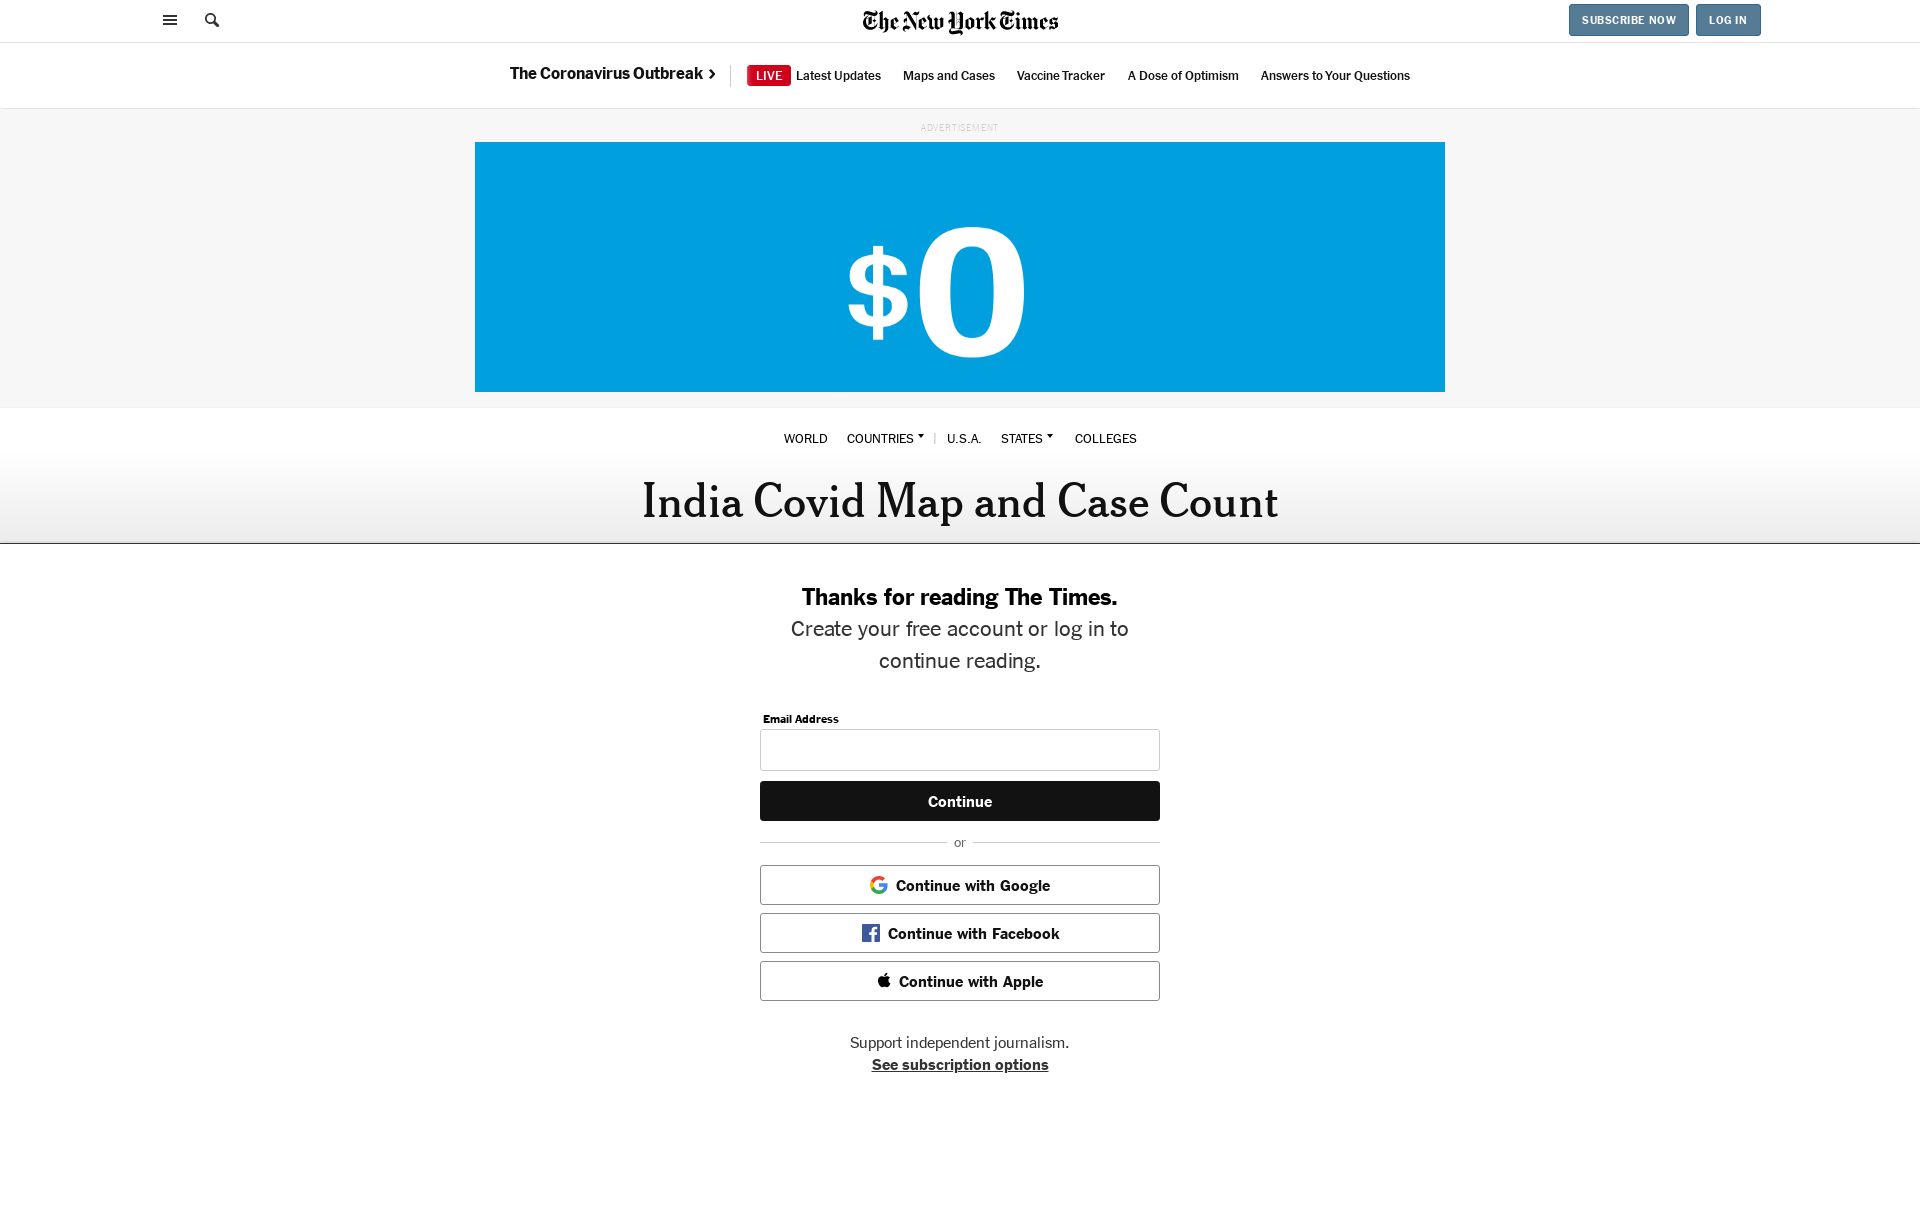 The New York Times
SUBSCRIBE NOW
LOG IN
The Coronavirus Outbreak
LIVE Latest Updates
Maps and Cases
Vaccine Tracker
A Dose of Optimism
Answers to Your Questions
ADVERTISEMENT
$0
WORLD
COUNTRIES
U.S.A.
STATES
COLLEGES
India Covid Map and Case Count
Thanks for reading The Times.
Create your free account or log in to
continue reading.
Email Address
Continue
or
Continue with Google
Continue with Facebook
Continue with Apple
Support independent journalism.
See subscription options